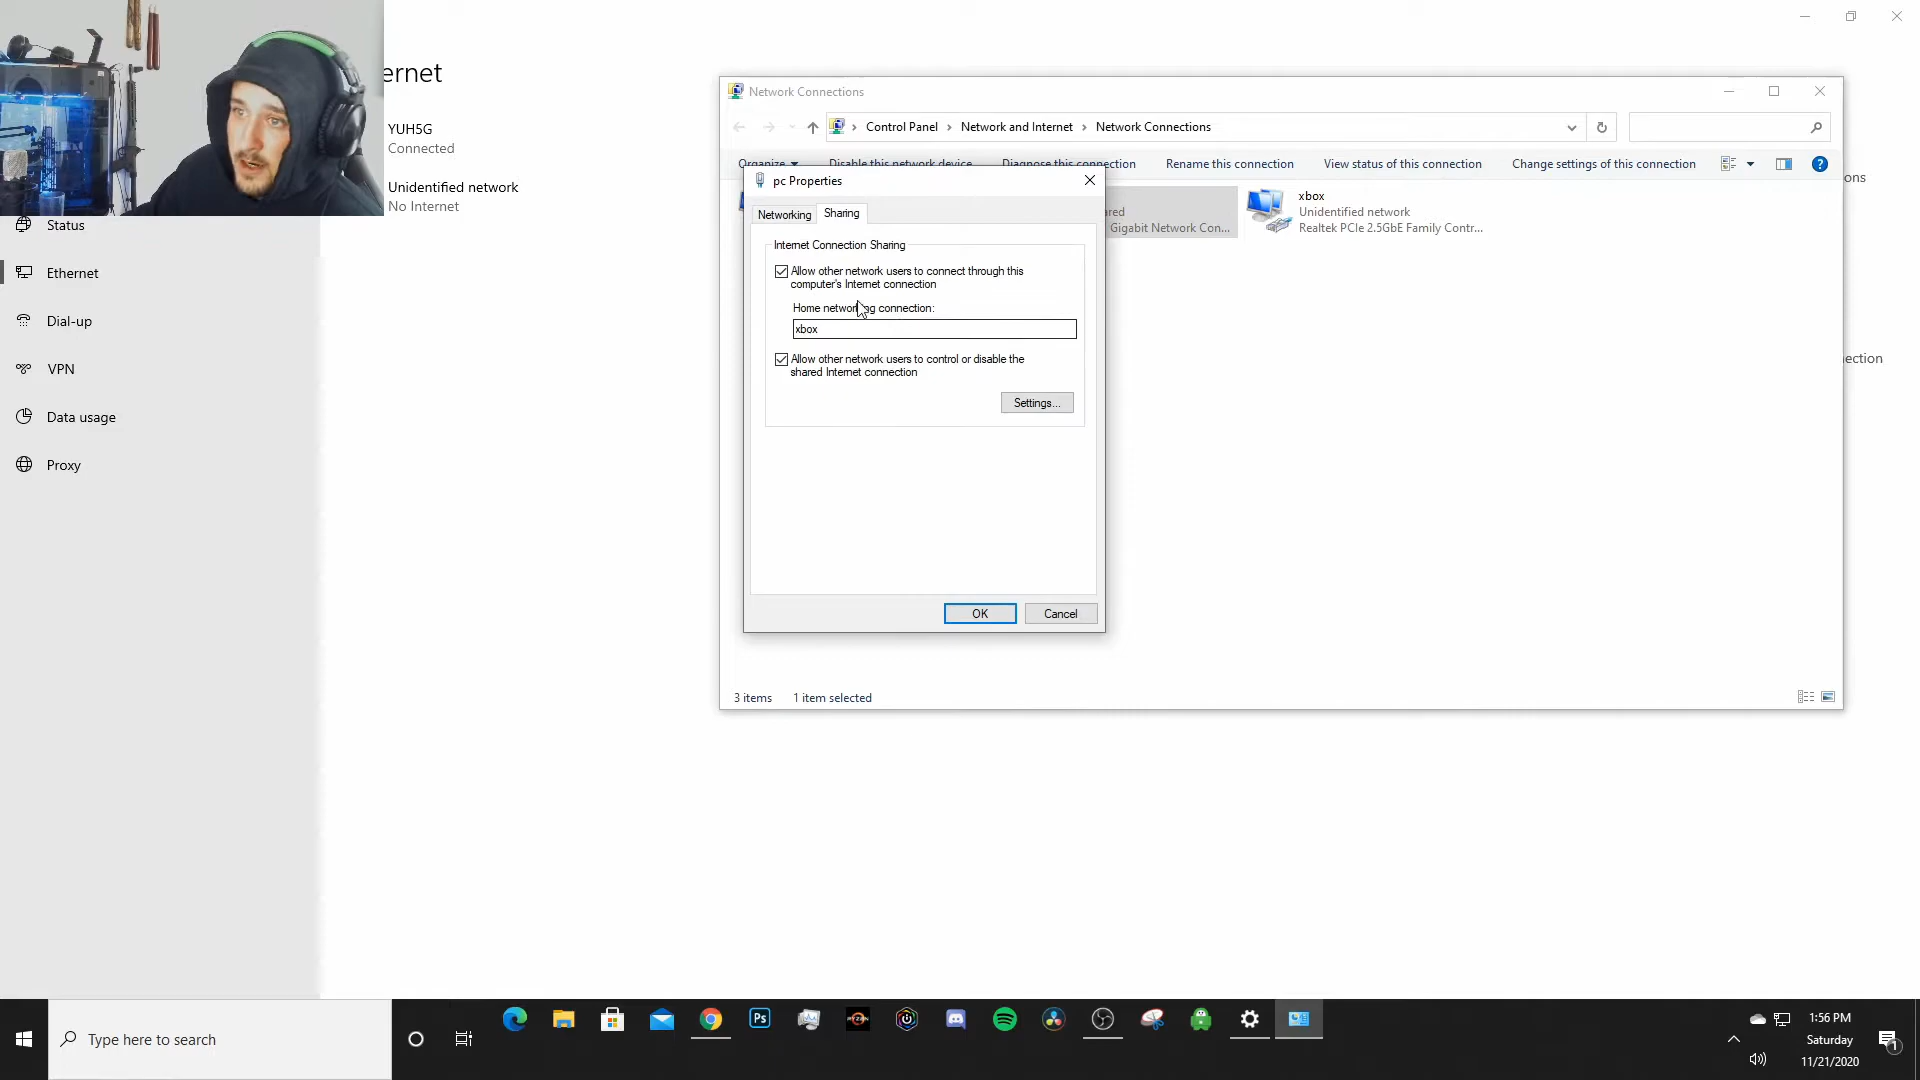 ernet
YUH5G
Connected
Unidentified network
No Internet
Status
Ethernet
Dial-up
VPN
Data usage
Proxy
Network Connections
Control Panel > Network and Internet > Network Connections
Organize Disable this network device Diagnose this connection Rename this connection View status of this connection Change settings of this connection
ared
Gigabit Network Con...
xbox
Unidentified network
Realtek PCIe 2.5GbE Family Contr...
pc Properties
Networking Sharing
Internet Connection Sharing
Allow other network users to connect through this
computer's Internet connection
Home networking connection:
xbox
Allow other network users to control or disable the
shared Internet connection
Settings...
OK Cancel
3 items 1 item selected
ons
ection
Type here to search
Ps
1:56 PM
Saturday
11/21/2020
1